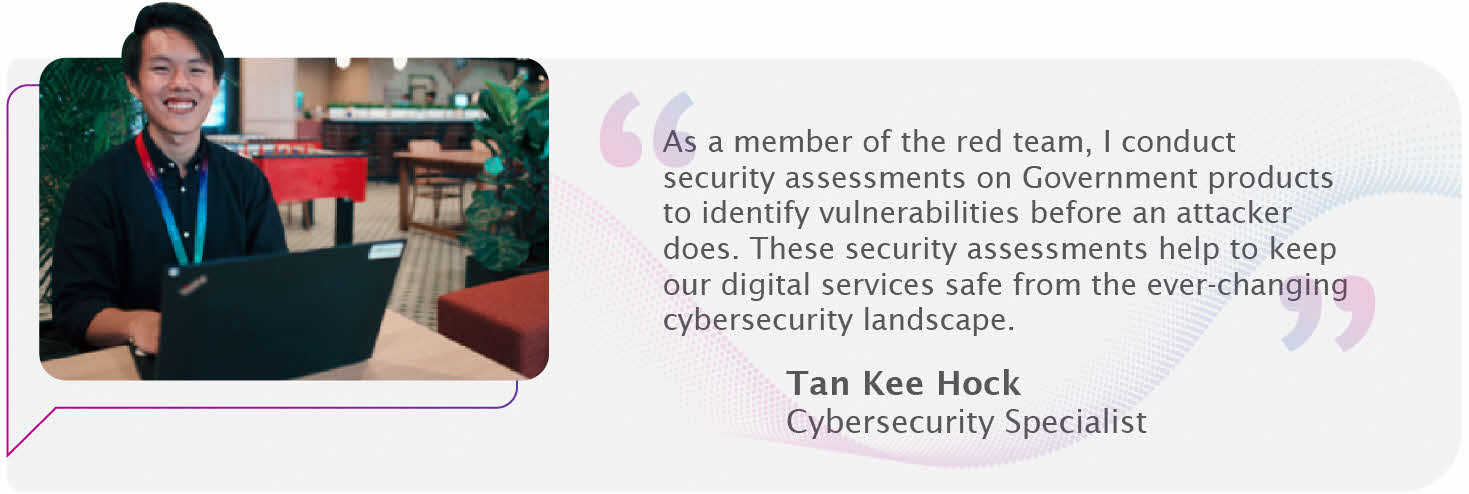 As a member of the red team, I conduct
security assessments on Government products
to identify vulnerabilities before an attacker
does. These security assessments help to keep
our digital services safe from the ever-changing
cybersecurity landscape.
Tan Kee Hock
Cybersecurity Specialist